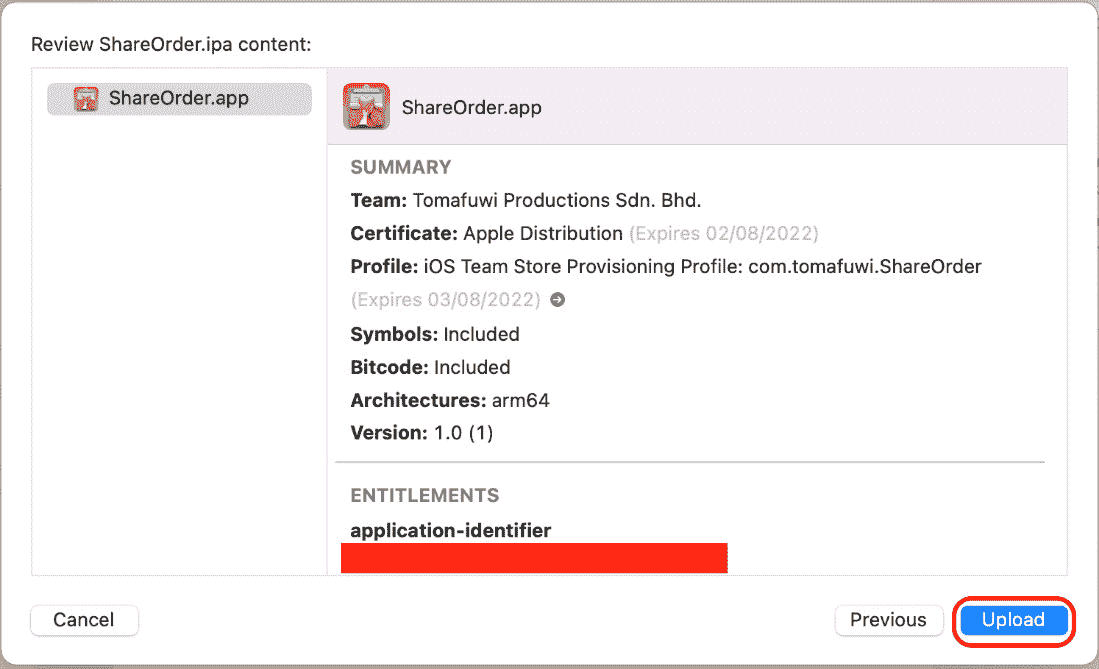 Review ShareOrder.ipa content:
ShareOrder.app
ShareOrder.app
SUMMARY
Team: Tomafuwi Productions Sdn. Bhd.
Certificate: Apple Distribution (Expires 02/08/2022)
Profile: iOS Team Store Provisioning Profile: com.tomafuwi.ShareOrder
(Expires 03/08/2022)
Symbols: Included
Bitcode: Included
Architectures: arm64
Version: 1.0 (1)
ENTITLEMENTS
application-identifier
Cancel
Previous
Upload